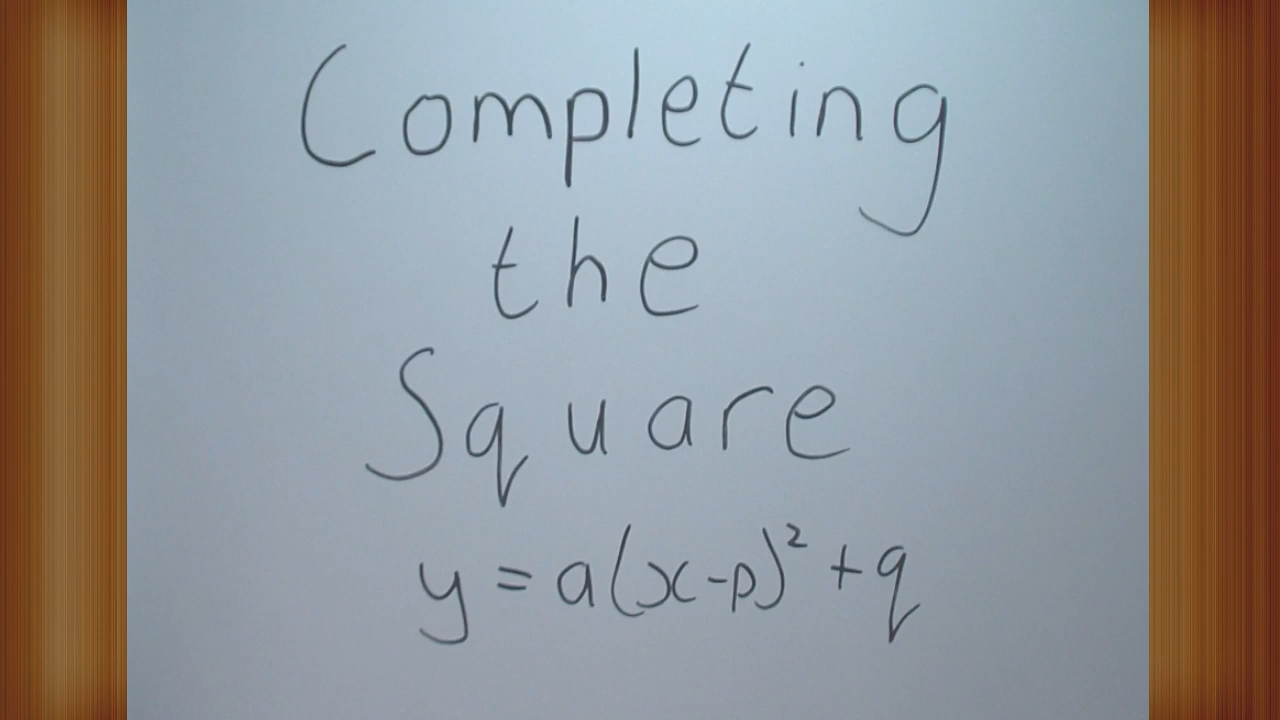 Completing
the
Square
y = a(x-p)² + q